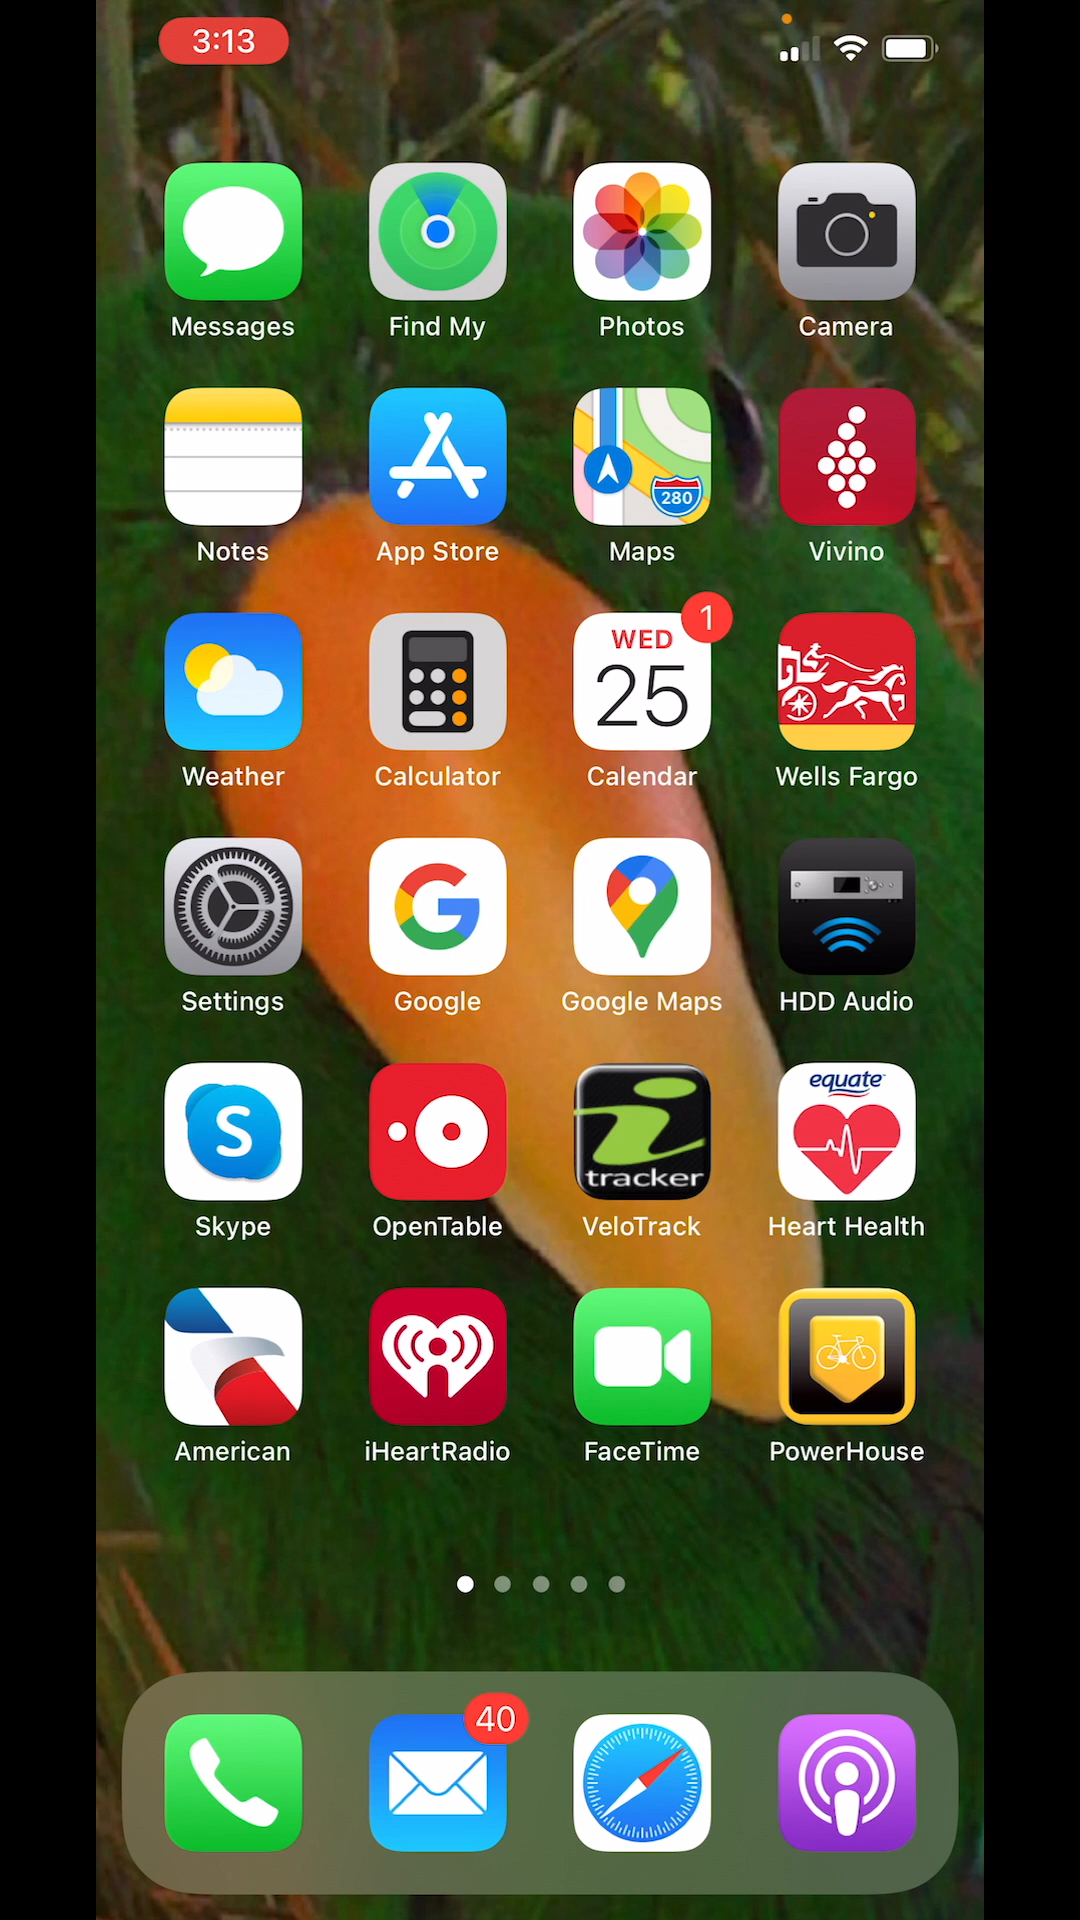 3:13
Messages
Find My
Photos
Camera
280
Notes
App Store
Maps
Vivino
1
WED
25
Weather
Calculator
Calendar
Wells Fargo
G
Settings
Google
Google Maps
HDD Audio
S
tracker
equate
Skype
OpenTable
VeloTrack
Heart Health
American
iHeartRadio
FaceTime
PowerHouse
40